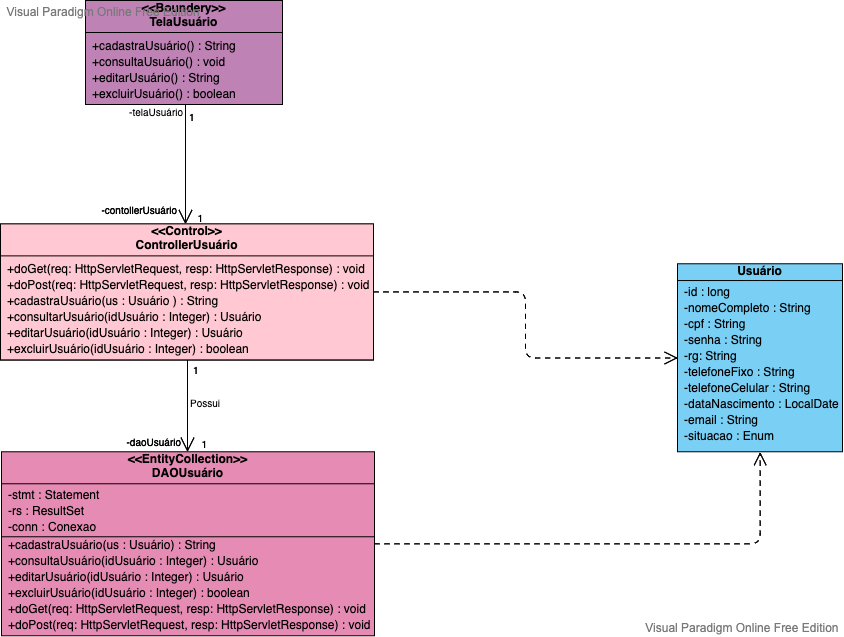 Visual Paradigm Online Free Edition
<<Boundery>>
TelaUsuário
+cadastraUsuário() : String
+consultaUsuário() : void
+editarUsuário() : String
+excluirUsuário() : boolean
-telaUsuário
1
-contollerUsuário
1
<<Control>>
ControllerUsuário
+doGet(req: HttpServletRequest, resp: HttpServletResponse) : void
+doPost(req: HttpServletRequest, resp: HttpServletResponse) : void
+cadastraUsuário(us : Usuário ) : String
+consultarUsuário(idUsuário : Integer) : Usuário
+editarUsuário(idUsuário : Integer) : Usuário
+excluirUsuário(idUsuário : Integer) : boolean
Usuário
-id : long
-nomeCompleto : String
-cpf : String
-senha : String
-rg: String
-telefoneFixo : String
-telefoneCelular : String
-dataNascimento : LocalDate
-email : String
-situacao : Enum
1
Possui
-daoUsuário
1
<<EntityCollection>>
DAOUsuário
-stmt : Statement
-rs : ResultSet
-conn : Conexao
+cadastraUsuário(us : Usuário) : String
+consultaUsuário(idUsuário : Integer) : Usuário
+editarUsuário(idUsuário : Integer) : Usuário
+excluirUsuário(idUsuário : Integer) : boolean
+doGet(req: HttpServletRequest, resp: HttpServletResponse) : void
+doPost(req: HttpServletRequest, resp: HttpServletResponse) : void
Visual Paradigm Online Free Edition